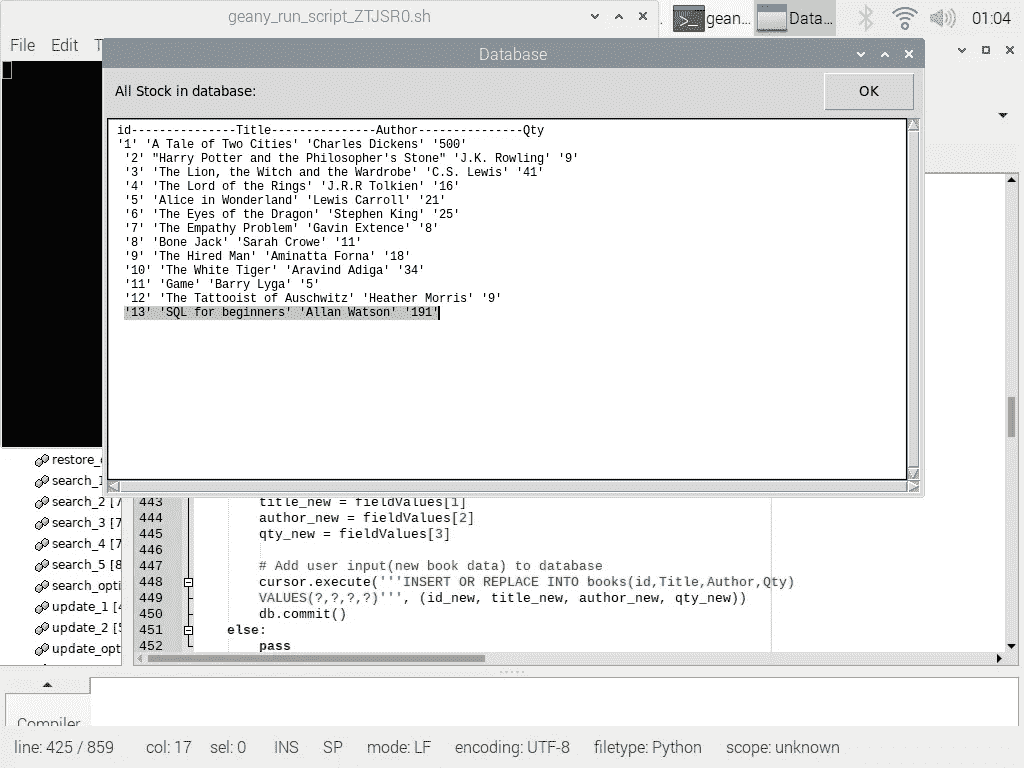 geany_run_script_ZTJSR0.sh
gean...
Data...
01:04
File Edit T
Database
All Stock in database:
OK
id---------------Title---------------Author---------------Qty
'1' 'A Tale of Two Cities' 'Charles Dickens' '500'
'2' "Harry Potter and the Philosopher's Stone" 'J.K. Rowling' '9'
'3' 'The Lion, the Witch and the Wardrobe' 'C.S. Lewis' '41'
'4' 'The Lord of the Rings' 'J.R.R Tolkien' '16'
'5' 'Alice in Wonderland' 'Lewis Carroll' '21'
'6' 'The Eyes of the Dragon' 'Stephen King' '25'
'7' 'The Empathy Problem' 'Gavin Extence' '8'
'8' 'Bone Jack' 'Sarah Crowe' '11'
'9' 'The Hired Man' 'Aminatta Forna' '18'
'10' 'The White Tiger' 'Aravind Adiga' '34'
'11' 'Game' 'Barry Lyga' '5'
'12' 'The Tattooist of Auschwitz' 'Heather Morris' '9'
'13' 'SQL for beginners' 'Allan Watson' '191'
restore_
search_1
search_2 [7
search_3 [7
search_4 [7
search_5 [8
search_opti
update_1 [4
update_2 [5
update_opt
443 title_new = fieldValues[1]
444 author_new = fieldValues[2]
445 qty_new = fieldValues[3]
446
447 # Add user input(new book data) to database
448 cursor.execute('''INSERT OR REPLACE INTO books(id,Title,Author,Qty)
449 VALUES(?,?,?,?)''', (id_new, title_new, author_new, qty_new))
450 db.commit()
451 else:
452 pass
Compiler
line: 425 / 859 col: 17 sel: 0 INS SP mode: LF encoding: UTF-8 filetype: Python scope: unknown